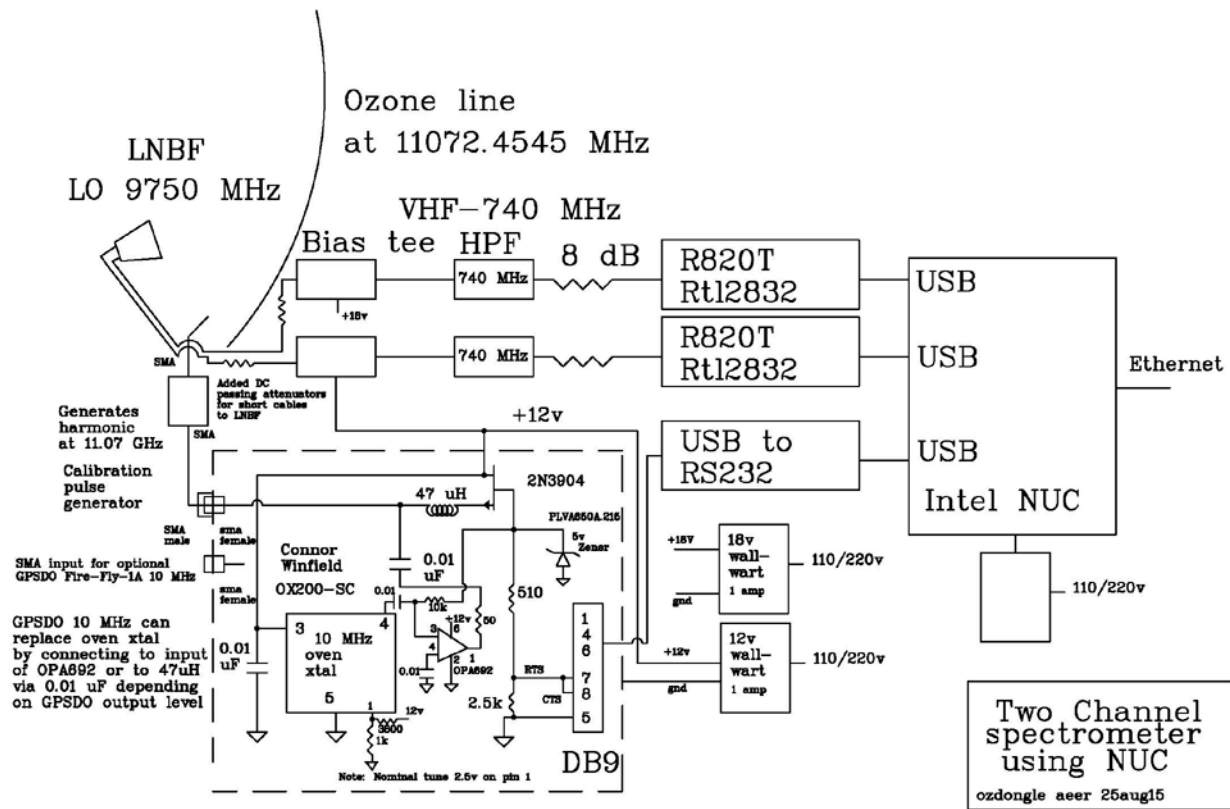 Ozone line
at 11072.4545 MHz
LNBF
LO 9750 MHz
VHF-740 MHz
Bias tee
HPF
8 dB
740 MHz
+18v
R820T
Rtl2832
USB
740 MHz
R820T
Rtl2832
USB
Ethernet
SMA
Added DC
passing attenuators
for short cables
to LNBF
SMA
Generates
harmonic
at 11.07 GHz
+12v
USB to
RS232
USB
Intel NUC
Calibration
pulse
generator
47 uH
2N3904
PLVA650A.215
5v
Zener
SMA
male
sma
female
SMA input for optional
GPSDO Fire-Fly-1A 10 MHz
sma
female
Connor
Winfield
OX200-SC
0.01
uF
0.01
10k
50
510
+18V
gnd
18v
wall-
wart
1 amp
110/220v
110/220v
GPSDO 10 MHz can
replace oven xtal
by connecting to input
of OPA692 or to 47uH
via 0.01 uF depending
on GPSDO output level
0.01
uF
3
4
10 MHz
oven
xtal
5
1
3
4
+12v
6
2
1
OPA692
0.01
3600
12v
1k
RTS
CTS
2.5k
1
4
6
7
8
5
DB9
+12v
gnd
12v
wall-
wart
1 amp
110/220v
Note: Nominal tune 2.5v on pin 1
Two Channel
spectrometer
using NUC
ozdongle aeer 25aug15